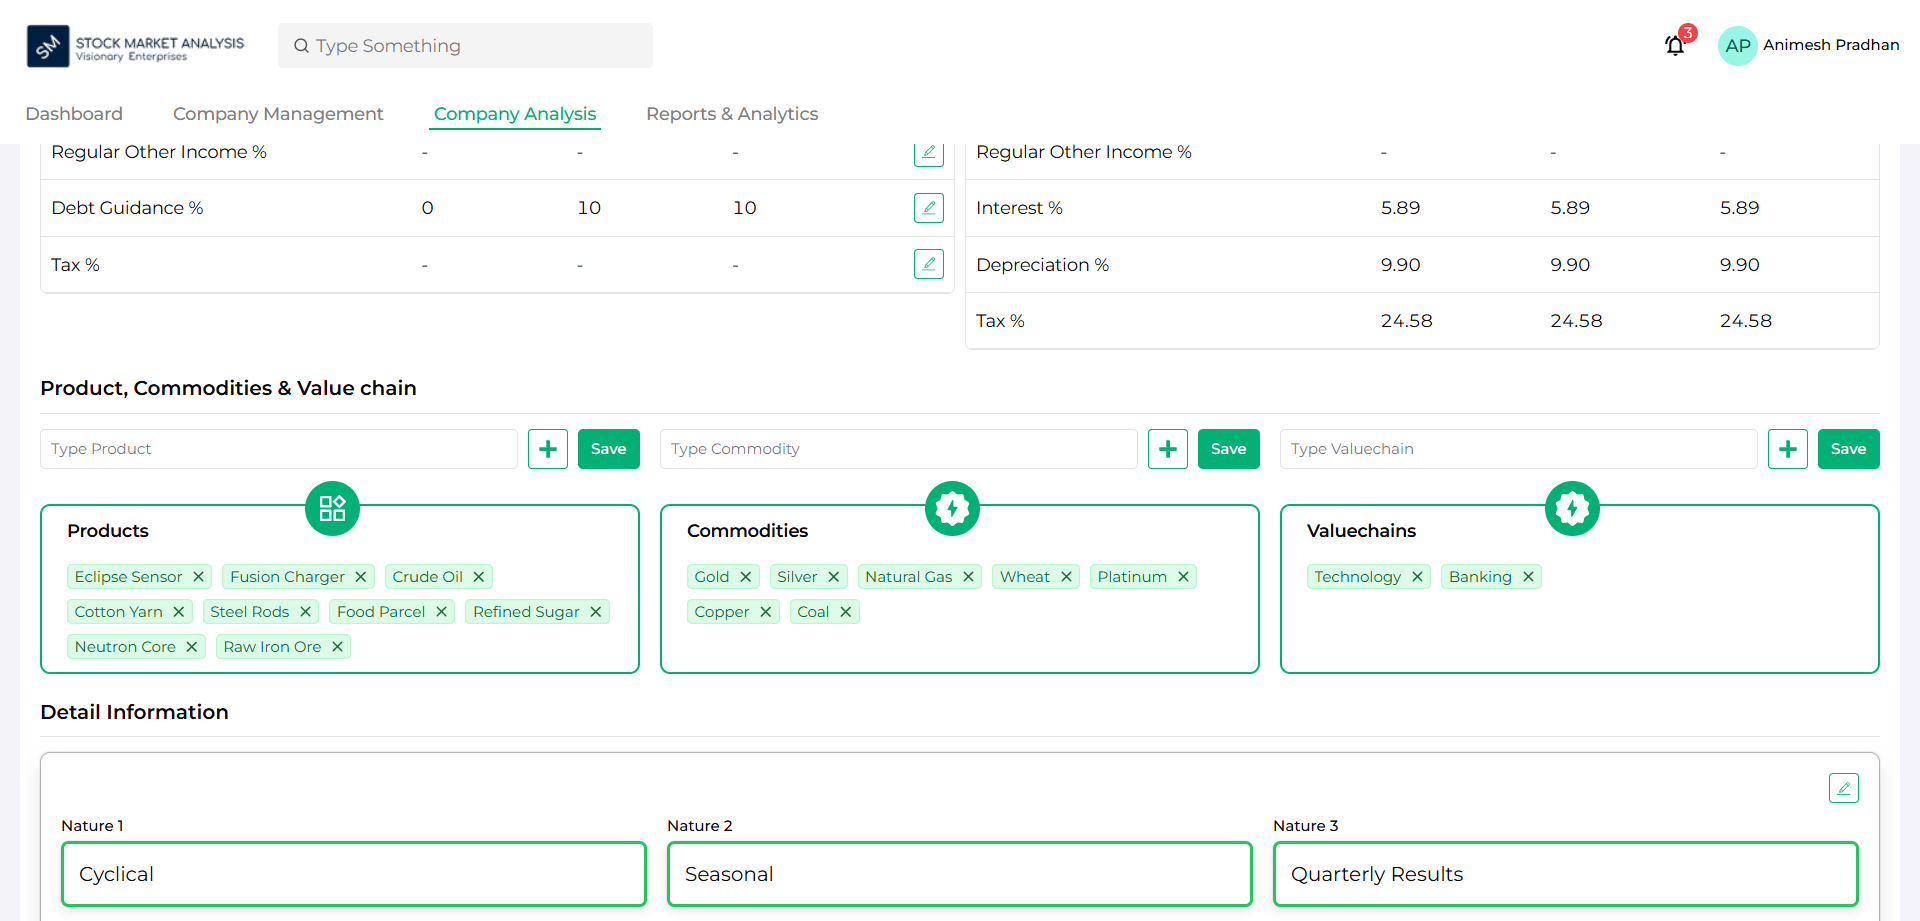 SM
STOCK MARKET ANALYSIS
Visionary Enterprises
Type Something
3
AP
Animesh Pradhan
Dashboard Company Management Company Analysis Reports & Analytics
Regular Other Income % - - -
Regular Other Income % - - -
Debt Guidance % 0 10 10
Interest % 5.89 5.89 5.89
Tax % - - -
Depreciation % 9.90 9.90 9.90
Tax % 24.58 24.58 24.58
Product, Commodities & Value chain
Type Product Save Type Commodity Save Type Valuechain Save
Products
Eclipse Sensor Fusion Charger Crude Oil
Cotton Yarn Steel Rods Food Parcel Refined Sugar
Neutron Core Raw Iron Ore
Commodities
Gold Silver Natural Gas Wheat Platinum
Copper Coal
Valuechains
Technology Banking
Detail Information
Nature 1
Cyclical
Nature 2
Seasonal
Nature 3
Quarterly Results